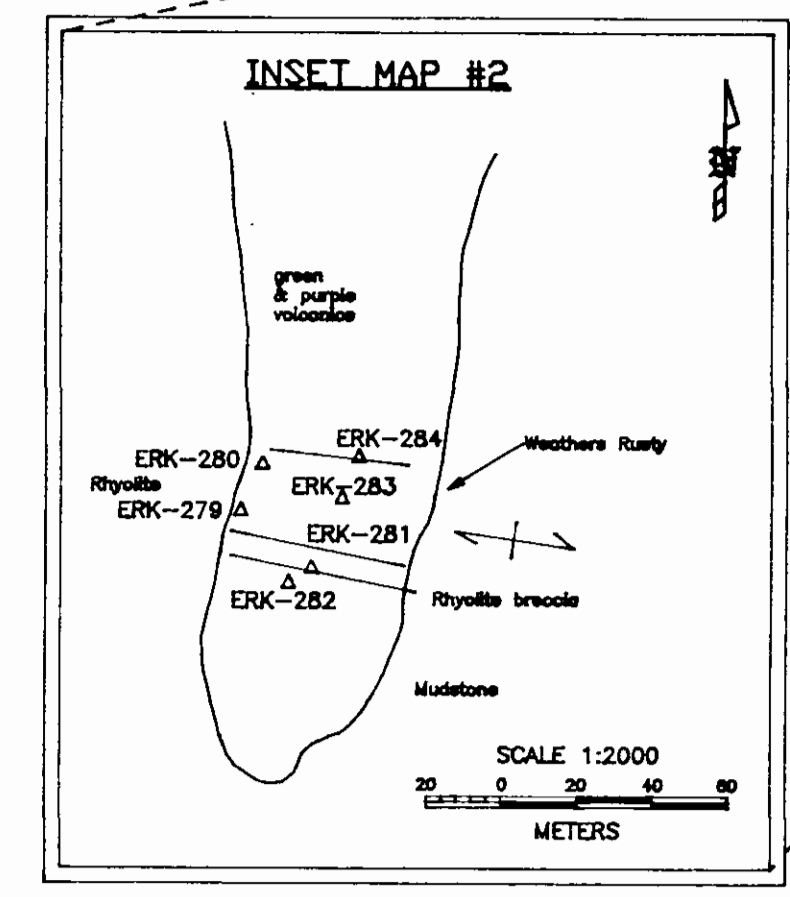 INSET MAP #2
green
& purple
volcanics
ERK-284
ERK-280
Weathers Rusty
Rhyolite
ERK-283
ERK-279
ERK-281
ERK-282
Rhyolite breccia
Mudstone
SCALE 1:2000
20 0 20 40 60
METERS